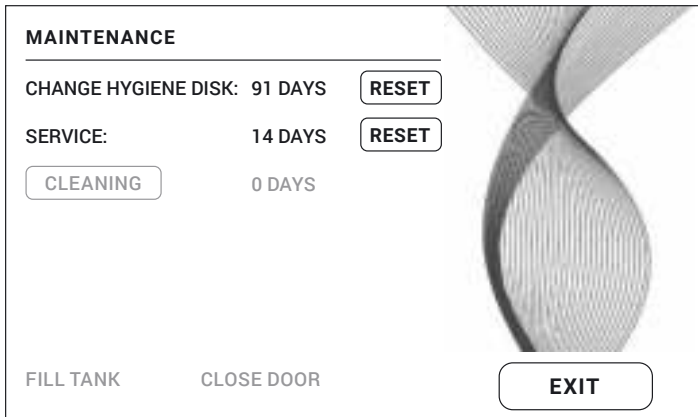 MAINTENANCE
CHANGE HYGIENE DISK: 91 DAYS RESET
SERVICE: 14 DAYS RESET
CLEANING 0 DAYS
FILL TANK CLOSE DOOR EXIT